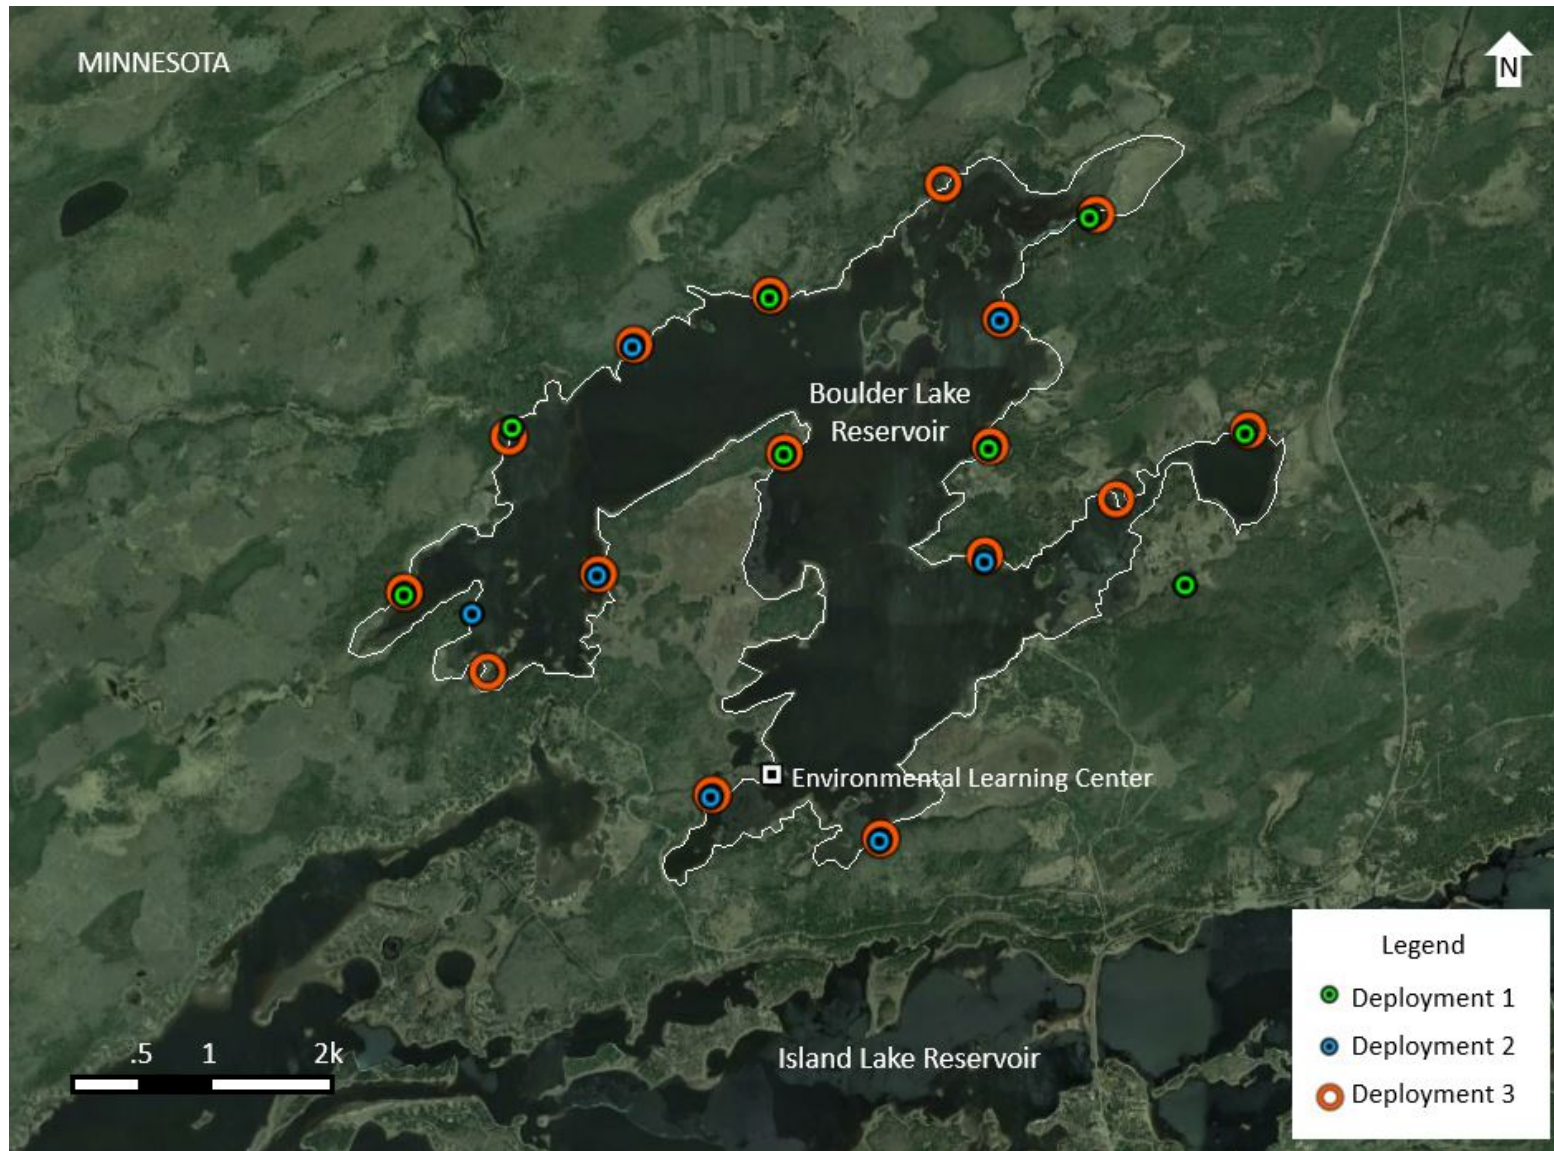 MINNESOTA
N
Boulder Lake
Reservoir
Environmental Learning Center
Legend
Deployment 1
Deployment 2
Deployment 3
.5 1 2k
Island Lake Reservoir